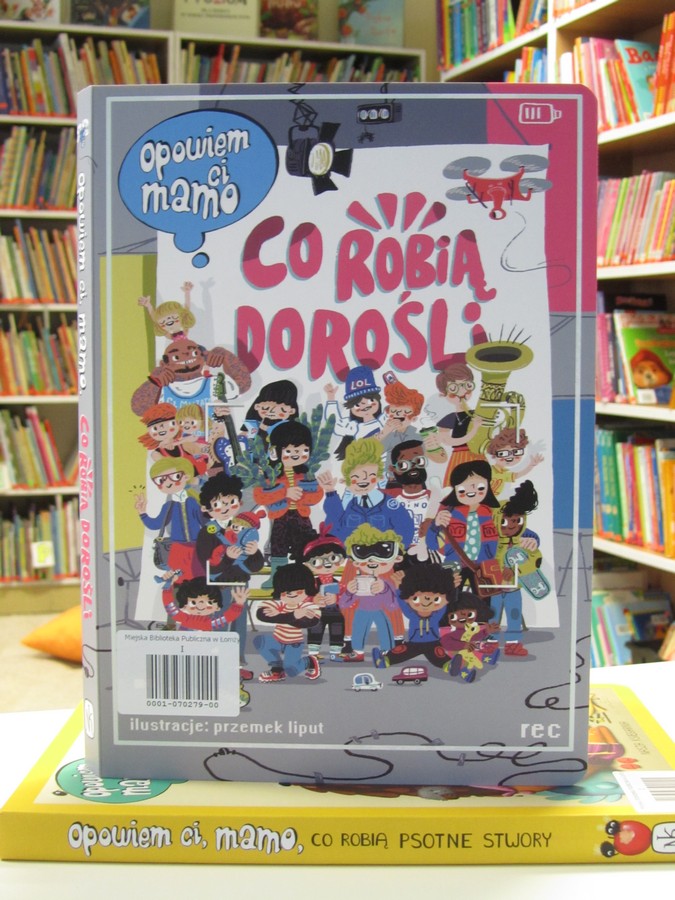 opowiem
ci
mamo
CO ROBIĄ
DOROŚLi
LOL
Miejska Biblioteka Publiczna w Łomży
I
0001-070279-00
ilustracje: przemek liput
rec
opowiem ci, mamo, CO ROBIĄ DOROŚLi
opowiem ci, mamo, CO ROBIĄ PSOTNE STWORY